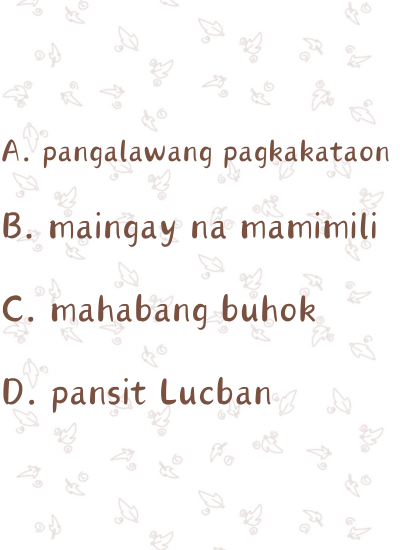 A. pangalawang pagkakataon
B. maingay na mamimili
C. mahabang buhok
D. pansit Lucban